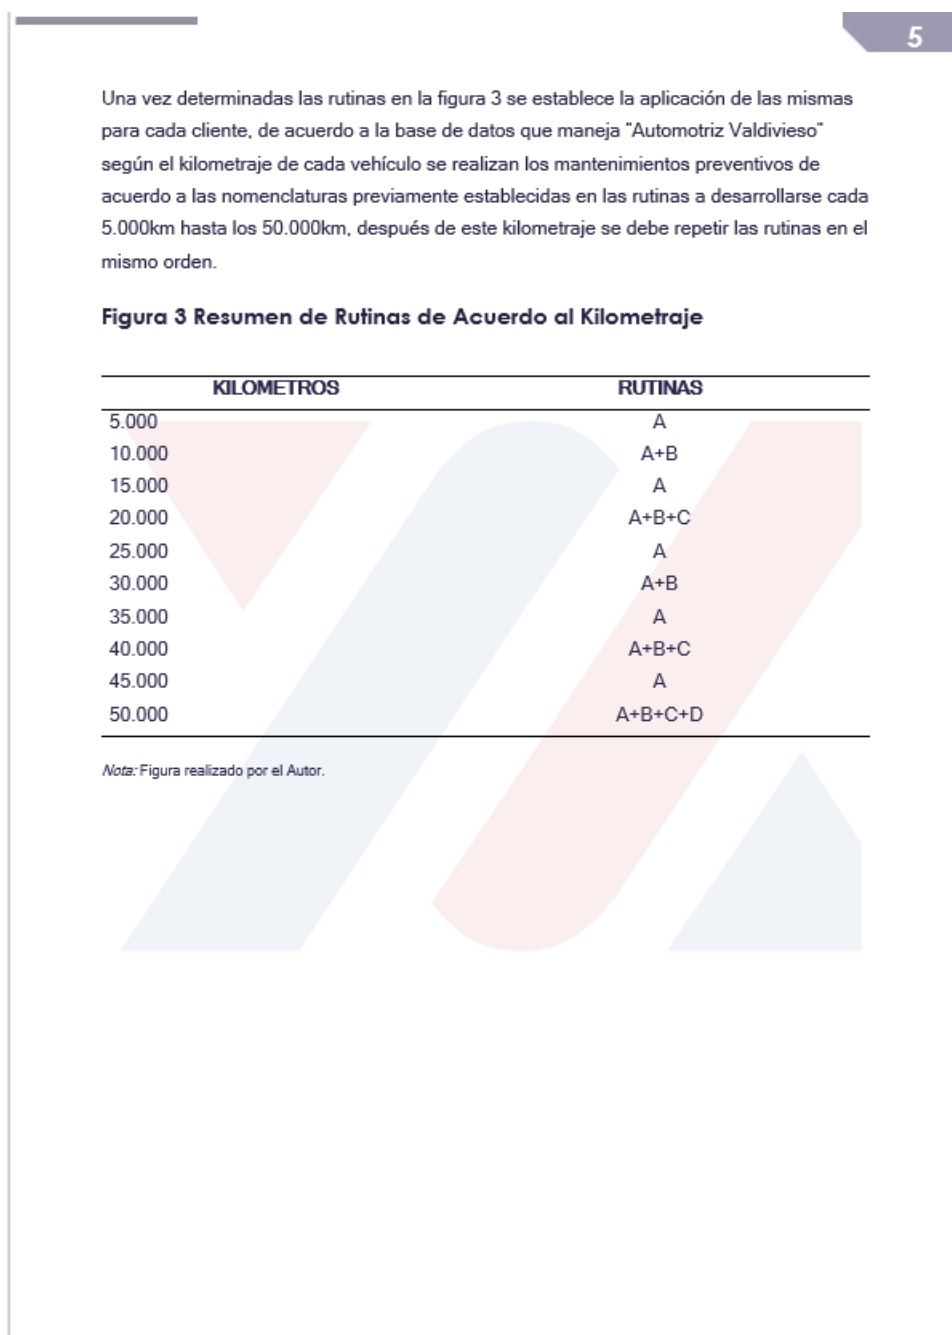 5
Una vez determinadas las rutinas en la figura 3 se establece la aplicación de las mismas
para cada cliente, de acuerdo a la base de datos que maneja "Automotriz Valdivieso"
según el kilometraje de cada vehículo se realizan los mantenimientos preventivos de
acuerdo a las nomenclaturas previamente establecidas en las rutinas a desarrollarse cada
5.000km hasta los 50.000km, después de este kilometraje se debe repetir las rutinas en el
mismo orden.
Figura 3 Resumen de Rutinas de Acuerdo al Kilometraje
KILOMETROS RUTINAS
5.000 A
10.000 A+B
15.000 A
20.000 A+B+C
25.000 A
30.000 A+B
35.000 A
40.000 A+B+C
45.000 A
50.000 A+B+C+D
Nota: Figura realizado por el Autor.